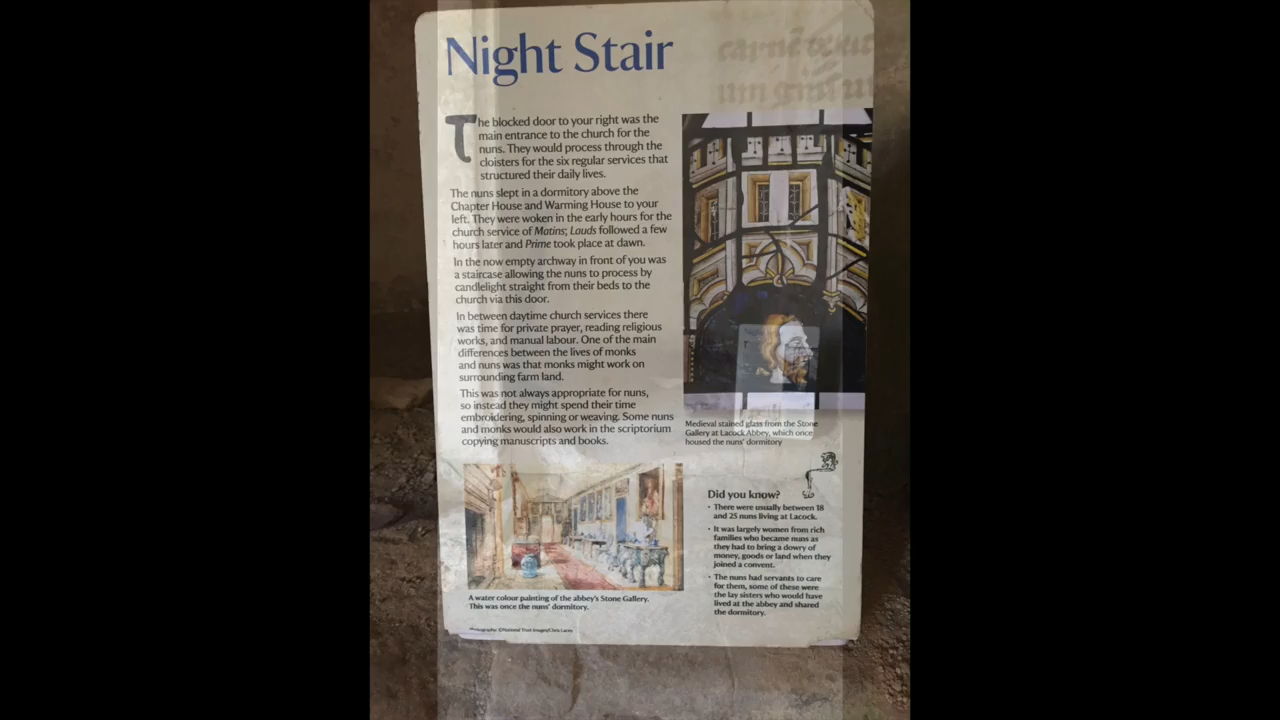 Night Stair
The blocked door to your right was the
main entrance to the church for the
nuns. They would process through the
cloisters for the six regular services that
structured their daily lives.
The nuns slept in a dormitory above the
Chapter House and Warming House to your
left. They were woken in the early hours for the
church service of Matins; Lauds followed a few
hours later and Prime took place at dawn.
In the now empty archway in front of you was
a staircase allowing the nuns to process by
candlelight straight from their beds to the
church via this door.
In between daytime church services there
was time for private prayer, reading religious
works, and manual labour. One of the main
differences between the lives of monks
and nuns was that monks might work on
surrounding farm land.
This was not always appropriate for nuns,
so instead they might spend their time
embroidering, spinning or weaving. Some nuns
and monks would also work in the scriptorium
copying manuscripts and books.
Medieval stained glass from the Stone
Gallery at Lacock Abbey, which once
housed the nuns' dormitory
A water colour painting of the abbey's Stone Gallery.
This was once the nuns' dormitory.
Did you know?
• There were usually between 18
and 25 nuns living at Lacock.
• It was largely women from rich
families who became nuns as
they had to bring a dowry of
money, goods or land when they
joined a convent.
• The nuns had servants to care
for them, some of these were
the lay sisters who would have
lived at the abbey and shared
the dormitory.
©National Trust Images/Chris Lacey